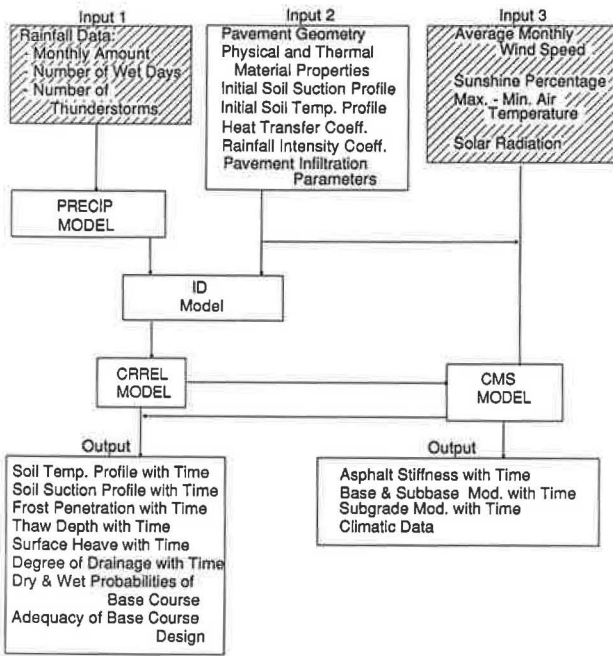 Input 1
Rainfall Data:
- Monthly Amount
- Number of Wet Days
- Number of
Thunderstorms
Input 2
Pavement Geometry
Physical and Thermal
Material Properties
Initial Soil Suction Profile
Initial Soil Temp. Profile
Heat Transfer Coeff.
Rainfall Intensity Coeff.
Pavement Infiltration
Parameters
Input 3
Average Monthly
Wind Speed
Sunshine Percentage
Max. - Min. Air
Temperature
Solar Radiation
PRECIP
MODEL
ID
Model
CRREL
MODEL
CMS
MODEL
Output
Soil Temp. Profile with Time
Soil Suction Profile with Time
Frost Penetration with Time
Thaw Depth with Time
Surface Heave with Time
Degree of Drainage with Time
Dry & Wet Probabilities of
Base Course
Adequacy of Base Course
Design
Output
Asphalt Stiffness with Time
Base & Subbase Mod. with Time
Subgrade Mod. with Time
Climatic Data